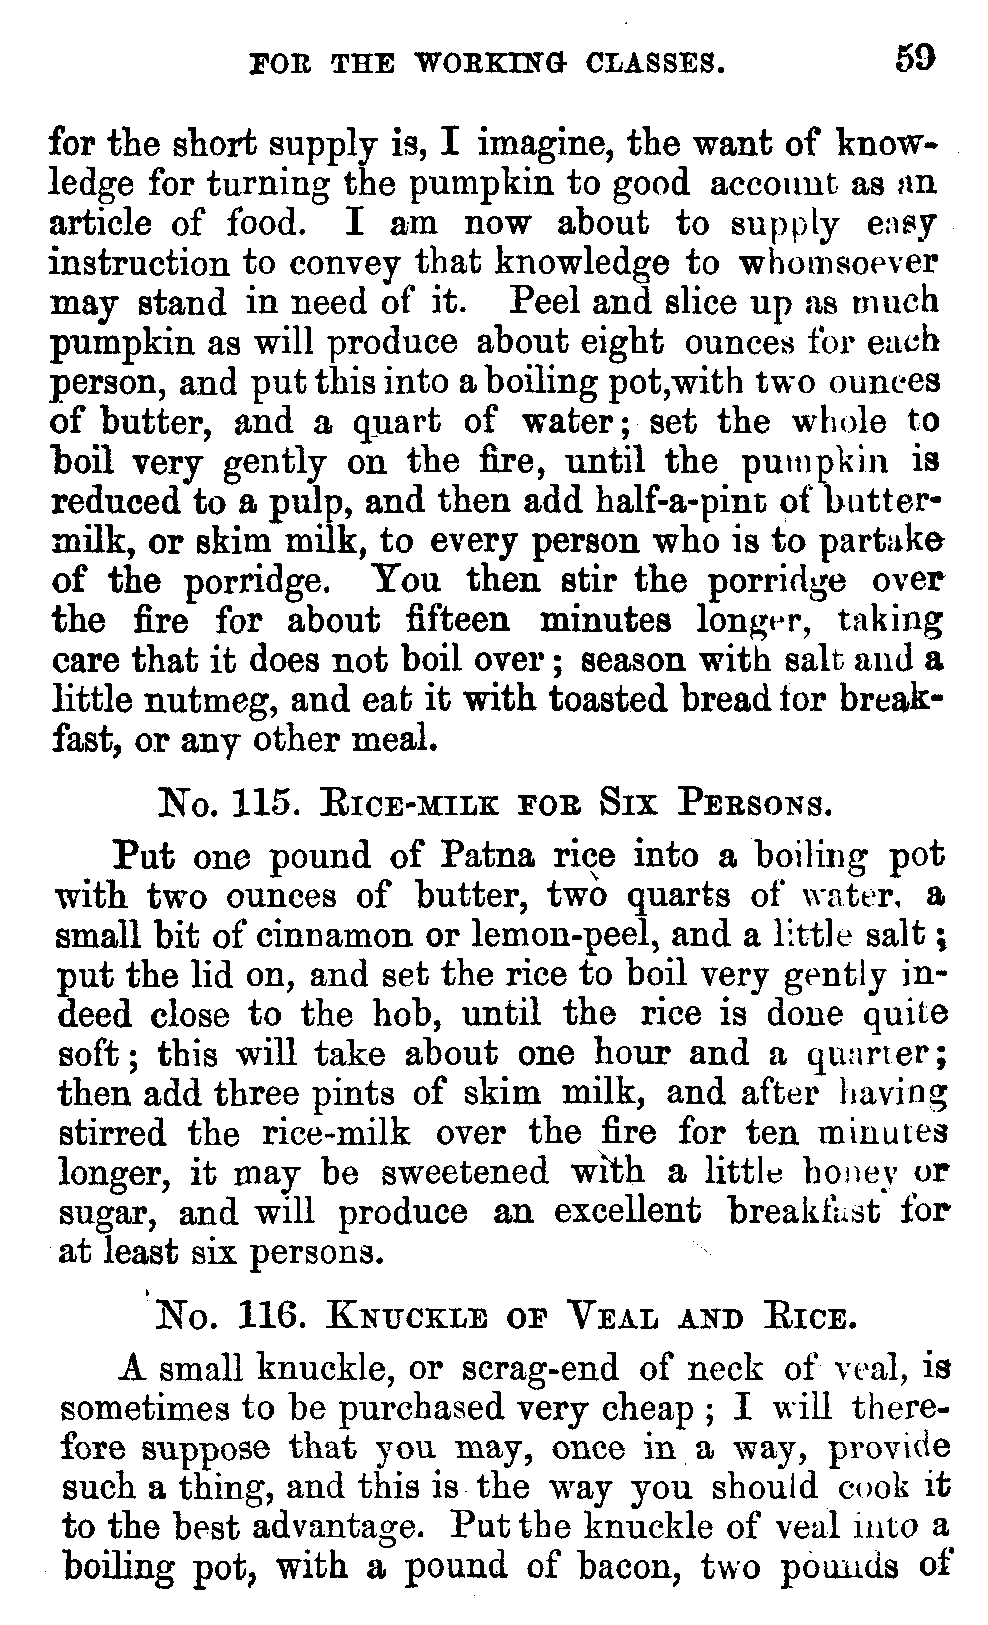 FOR THE WORKING CLASSES. 59
for the short supply is, I imagine, the want of know-
ledge for turning the pumpkin to good account as an
article of food. I am now about to supply easy
instruction to convey that knowledge to whomsoever
may stand in need of it. Peel and slice up as much
pumpkin as will produce about eight ounces for each
person, and put this into a boiling pot,with two ounces
of butter, and a quart of water; set the whole to
boil very gently on the fire, until the pumpkin is
reduced to a pulp, and then add half-a-pint of butter-
milk, or skim milk, to every person who is to partake
of the porridge. You then stir the porridge over
the fire for about fifteen minutes longer, taking
care that it does not boil over; season with salt and a
little nutmeg, and eat it with toasted bread for break-
fast, or any other meal.
No. 115. Rice-milk for Six Persons.
Put one pound of Patna rice into a boiling pot
with two ounces of butter, two quarts of water, a
small bit of cinnamon or lemon-peel, and a little salt;
put the lid on, and set the rice to boil very gently in-
deed close to the hob, until the rice is done quite
soft; this will take about one hour and a quarter;
then add three pints of skim milk, and after having
stirred the rice-milk over the fire for ten minutes
longer, it may be sweetened with a little honey or
sugar, and will produce an excellent breakfast for
at least six persons.
No. 116. Knuckle of Veal and Rice.
A small knuckle, or scrag-end of neck of veal, is
sometimes to be purchased very cheap; I will there-
fore suppose that you may, once in a way, provide
such a thing, and this is the way you should cook it
to the best advantage. Put the knuckle of veal into a
boiling pot, with a pound of bacon, two pounds of